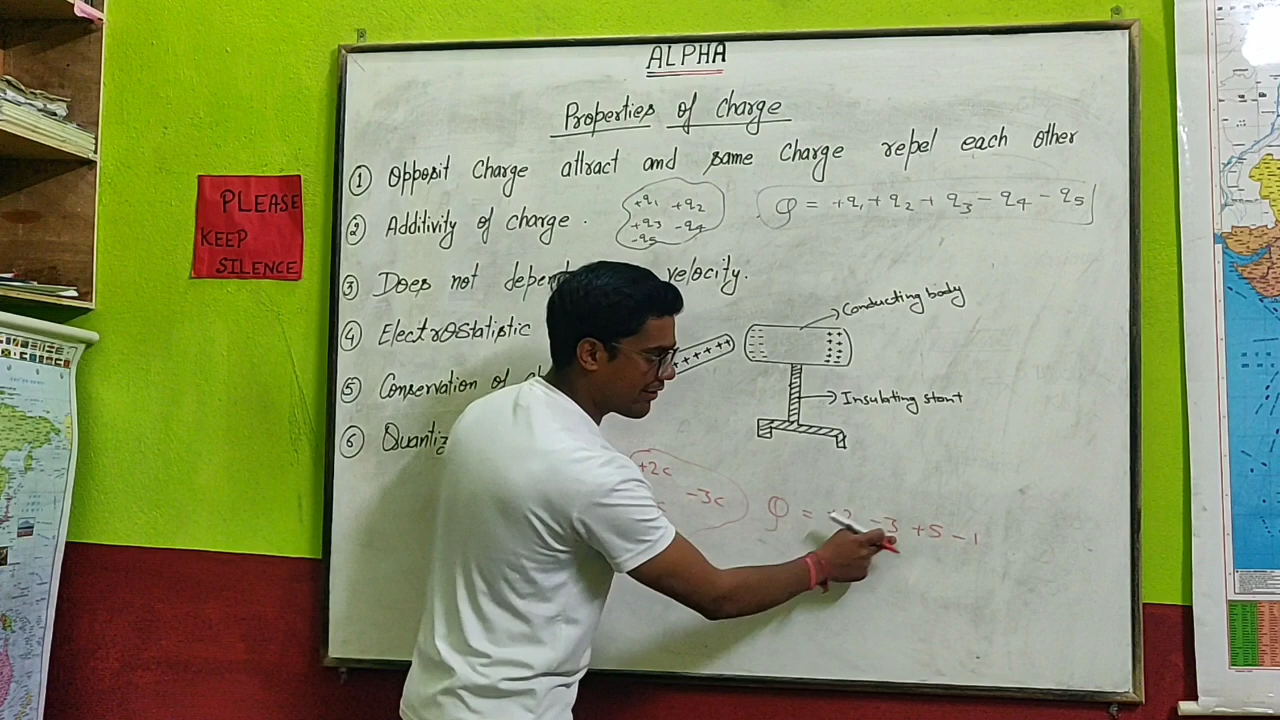 ALPHA
Properties of Charge
① Opposit Charge attract and same Charge repel each other
② Additivity of charge.
+q₁ +q₂
+q₃ -q₄
-q₅
Q = +q₁ + q₂ + q₃ - q₄ - q₅
③ Does not velocity.
④ ElectrOStatistic
⑤ Conservation of
⑥
Conducting body
Insulating stant
+2c
-3c
Q = -3 +5 -1
PLEASE
KEEP
SILENCE